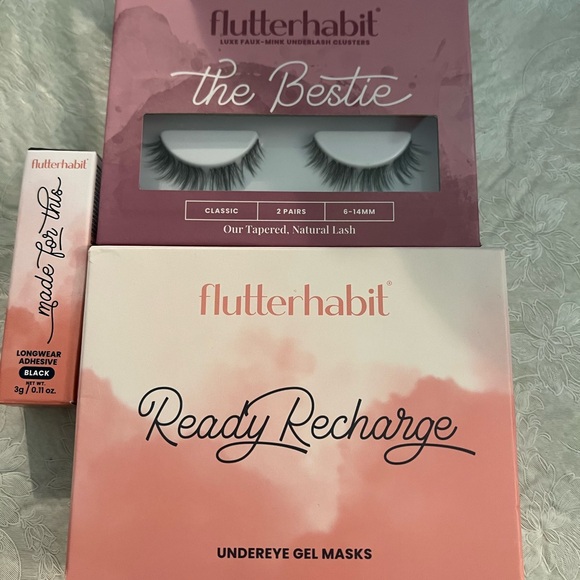 flutterhabit®
LUXE FAUX-MINK UNDERLASH CLUSTERS
the Bestie
CLASSIC
2 PAIRS
6-14MM
Our Tapered, Natural Lash
flutterhabit®
made for this
LONGWEAR
ADHESIVE
BLACK
NET WT.
3g / 0.11 oz.
flutterhabit®
Ready Recharge
UNDEREYE GEL MASKS